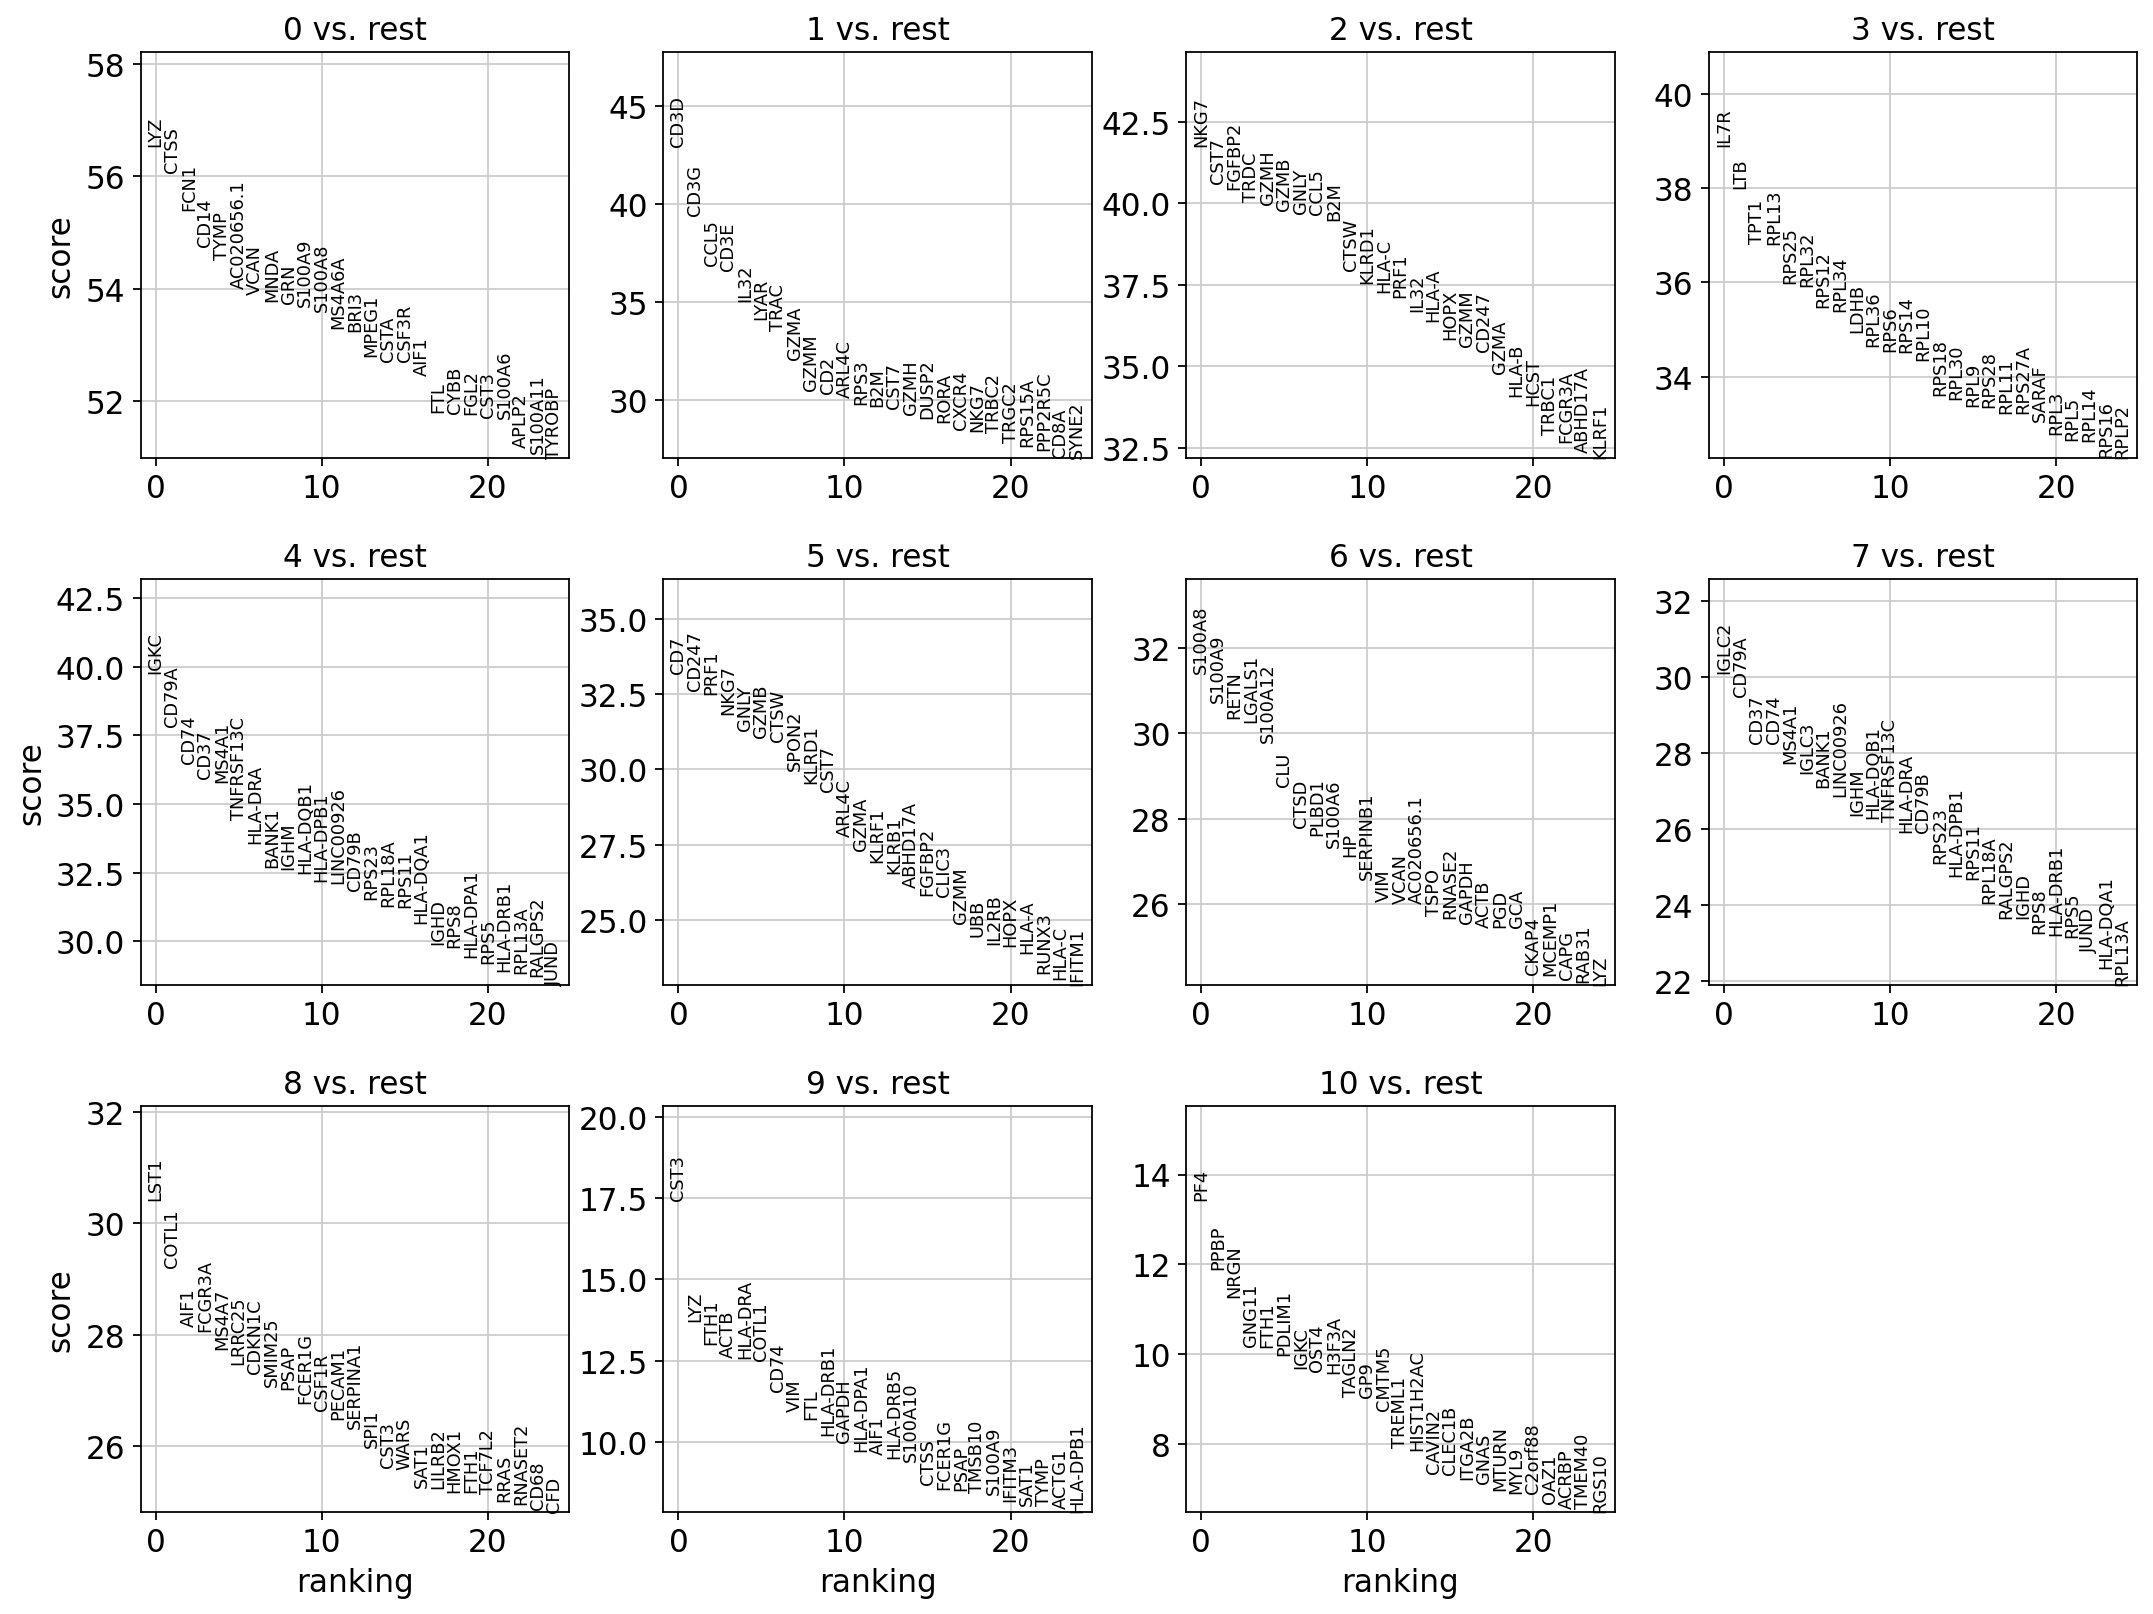 0 vs. rest
score
58
56
54
52
0 10 20
LYZ
CTSS
FCN1
CD14
TYMP
AC020656.1
VCAN
MNDA
GRN
S100A9
S100A8
MS4A6A
BRI3
MPEG1
CSTA
CSF3R
AIF1
FTL
CYBB
FGL2
CST3
S100A6
APLP2
S100A11
TYROBP
1 vs. rest
45
40
35
30
0 10 20
CD3D
CD3G
CCL5
CD3E
IL32
LYAR
TRAC
GZMA
GZMM
CD2
ARL4C
RPS3
B2M
CST7
GZMH
DUSP2
RORA
CXCR4
NKG7
TRBC2
TRGC2
RPS15A
PPP2R5C
CD8A
SYNE2
2 vs. rest
42.5
40.0
37.5
35.0
32.5
0 10 20
NKG7
CST7
FGFBP2
TRDC
GZMH
GZMB
GNLY
CCL5
B2M
CTSW
KLRD1
HLA-C
PRF1
IL32
HLA-A
HOPX
GZMM
CD247
GZMA
HLA-B
HCST
TRBC1
FCGR3A
ABHD17A
KLRF1
3 vs. rest
40
38
36
34
0 10 20
IL7R
LTB
TPT1
RPL13
RPS25
RPL32
RPS12
RPL34
LDHB
RPL36
RPS6
RPS14
RPL10
RPS18
RPL30
RPL9
RPS28
RPL11
RPS27A
SARAF
RPL3
RPL5
RPL14
RPS16
RPLP2
4 vs. rest
score
42.5
40.0
37.5
35.0
32.5
30.0
0 10 20
IGKC
CD79A
CD74
CD37
MS4A1
TNFRSF13C
HLA-DRA
BANK1
IGHM
HLA-DQB1
HLA-DPB1
LINC00926
CD79B
RPS23
RPL18A
RPS11
HLA-DQA1
IGHD
RPS8
HLA-DPA1
RPS5
HLA-DRB1
RPL13A
RALGPS2
JUND
5 vs. rest
35.0
32.5
30.0
27.5
25.0
0 10 20
CD7
CD247
PRF1
NKG7
GNLY
GZMB
CTSW
SPON2
KLRD1
CST7
ARL4C
GZMA
KLRF1
KLRB1
ABHD17A
FGFBP2
CLIC3
GZMM
UBB
IL2RB
HOPX
HLA-A
RUNX3
HLA-C
IFITM1
6 vs. rest
32
30
28
26
0 10 20
S100A8
S100A9
RETN
LGALS1
S100A12
CLU
CTSD
PLBD1
S100A6
HP
SERPINB1
VIM
VCAN
AC020656.1
TSPO
RNASE2
GAPDH
ACTB
PGD
GCA
CKAP4
MCEMP1
CAPG
RAB31
LYZ
7 vs. rest
32
30
28
26
24
22
0 10 20
IGLC2
CD79A
CD37
CD74
MS4A1
IGLC3
BANK1
LINC00926
IGHM
HLA-DQB1
TNFRSF13C
HLA-DRA
CD79B
RPS23
HLA-DPB1
RPS11
RPL18A
RALGPS2
IGHD
RPS8
HLA-DRB1
RPS5
JUND
HLA-DQA1
RPL13A
8 vs. rest
score
32
30
28
26
0 10 20
ranking
LST1
COTL1
AIF1
FCGR3A
MS4A7
LRRC25
CDKN1C
SMIM25
PSAP
FCER1G
CSF1R
PECAM1
SERPINA1
SPI1
CST3
WARS
SAT1
LILRB2
HMOX1
FTH1
TCF7L2
RRAS
RNASET2
CD68
CFD
9 vs. rest
20.0
17.5
15.0
12.5
10.0
0 10 20
ranking
CST3
LYZ
FTH1
ACTB
HLA-DRA
COTL1
CD74
VIM
FTL
HLA-DRB1
GAPDH
HLA-DPA1
AIF1
HLA-DRB5
S100A10
CTSS
FCER1G
PSAP
TMSB10
S100A9
IFITM3
SAT1
TYMP
ACTG1
HLA-DPB1
10 vs. rest
14
12
10
8
0 10 20
ranking
PF4
PPBP
NRGN
GNG11
FTH1
PDLIM1
IGKC
OST4
H3F3A
TAGLN2
GP9
CMTM5
TREML1
HIST1H2AC
CAVIN2
CLEC1B
ITGA2B
GNAS
MTURN
MYL9
C2orf88
OAZ1
ACRBP
TMEM40
RGS10